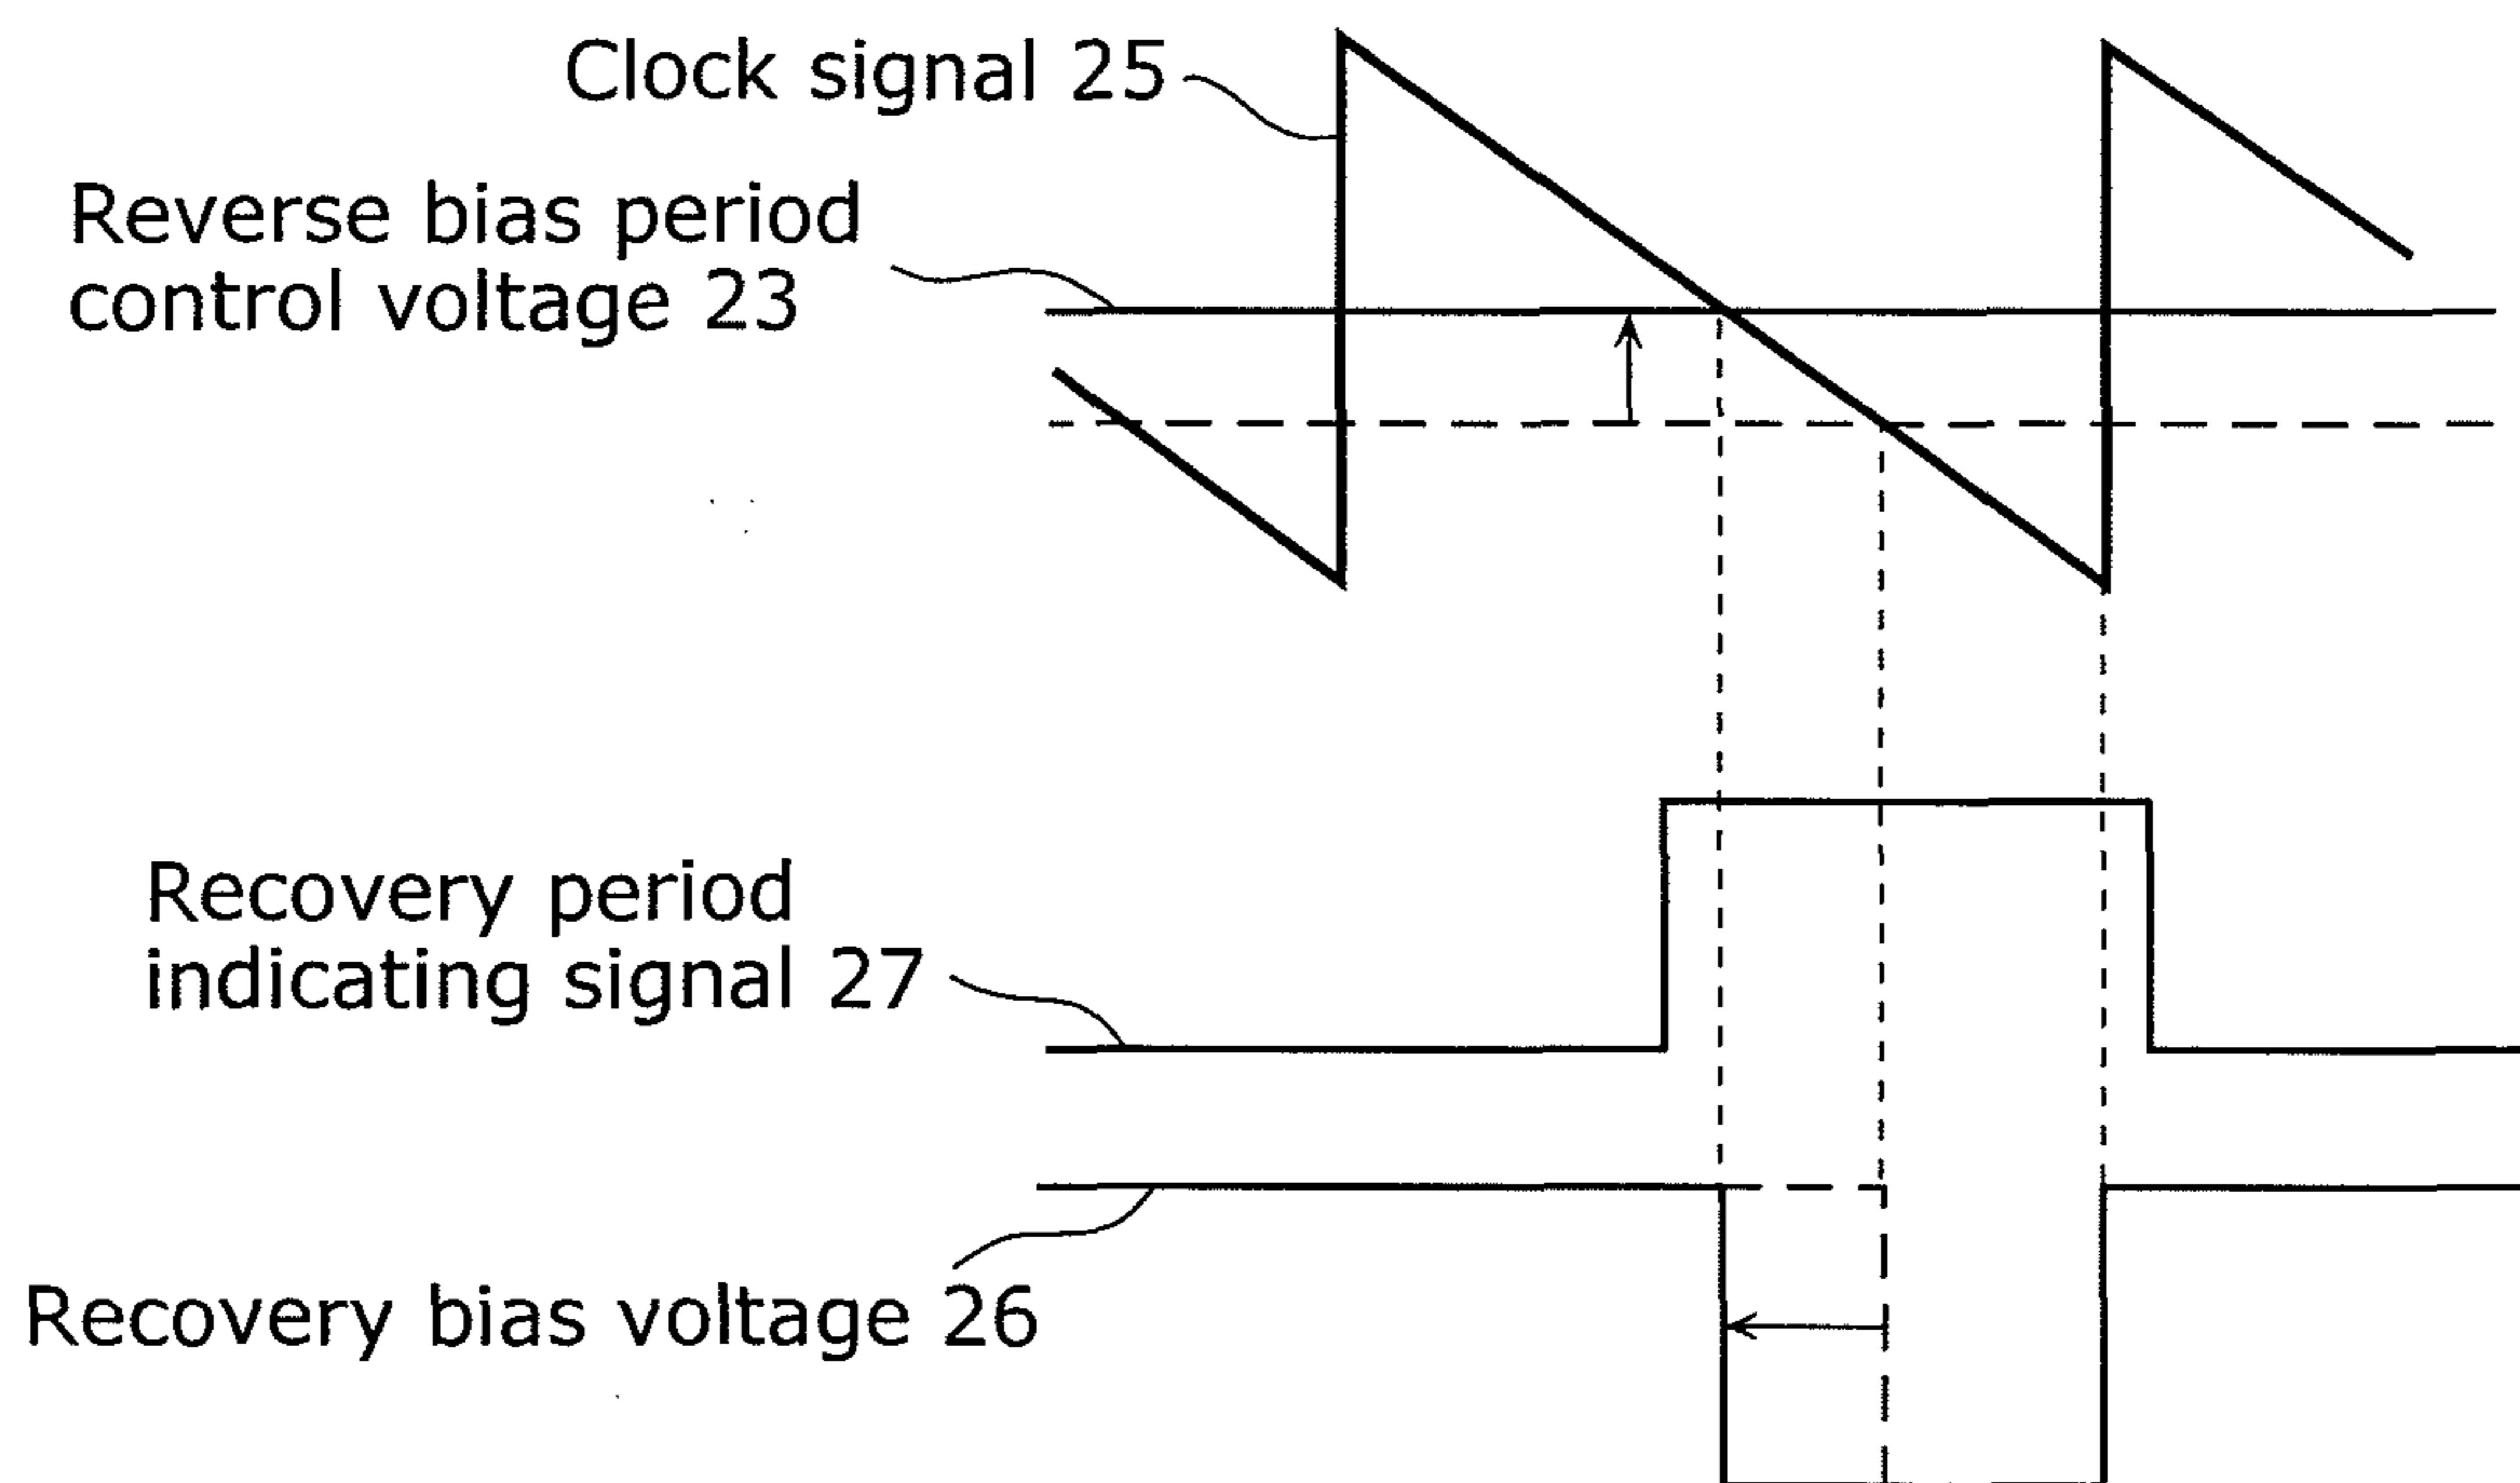 Clock signal 25
Reverse bias period
control voltage 23
Recovery period
indicating signal 27
Recovery bias voltage 26